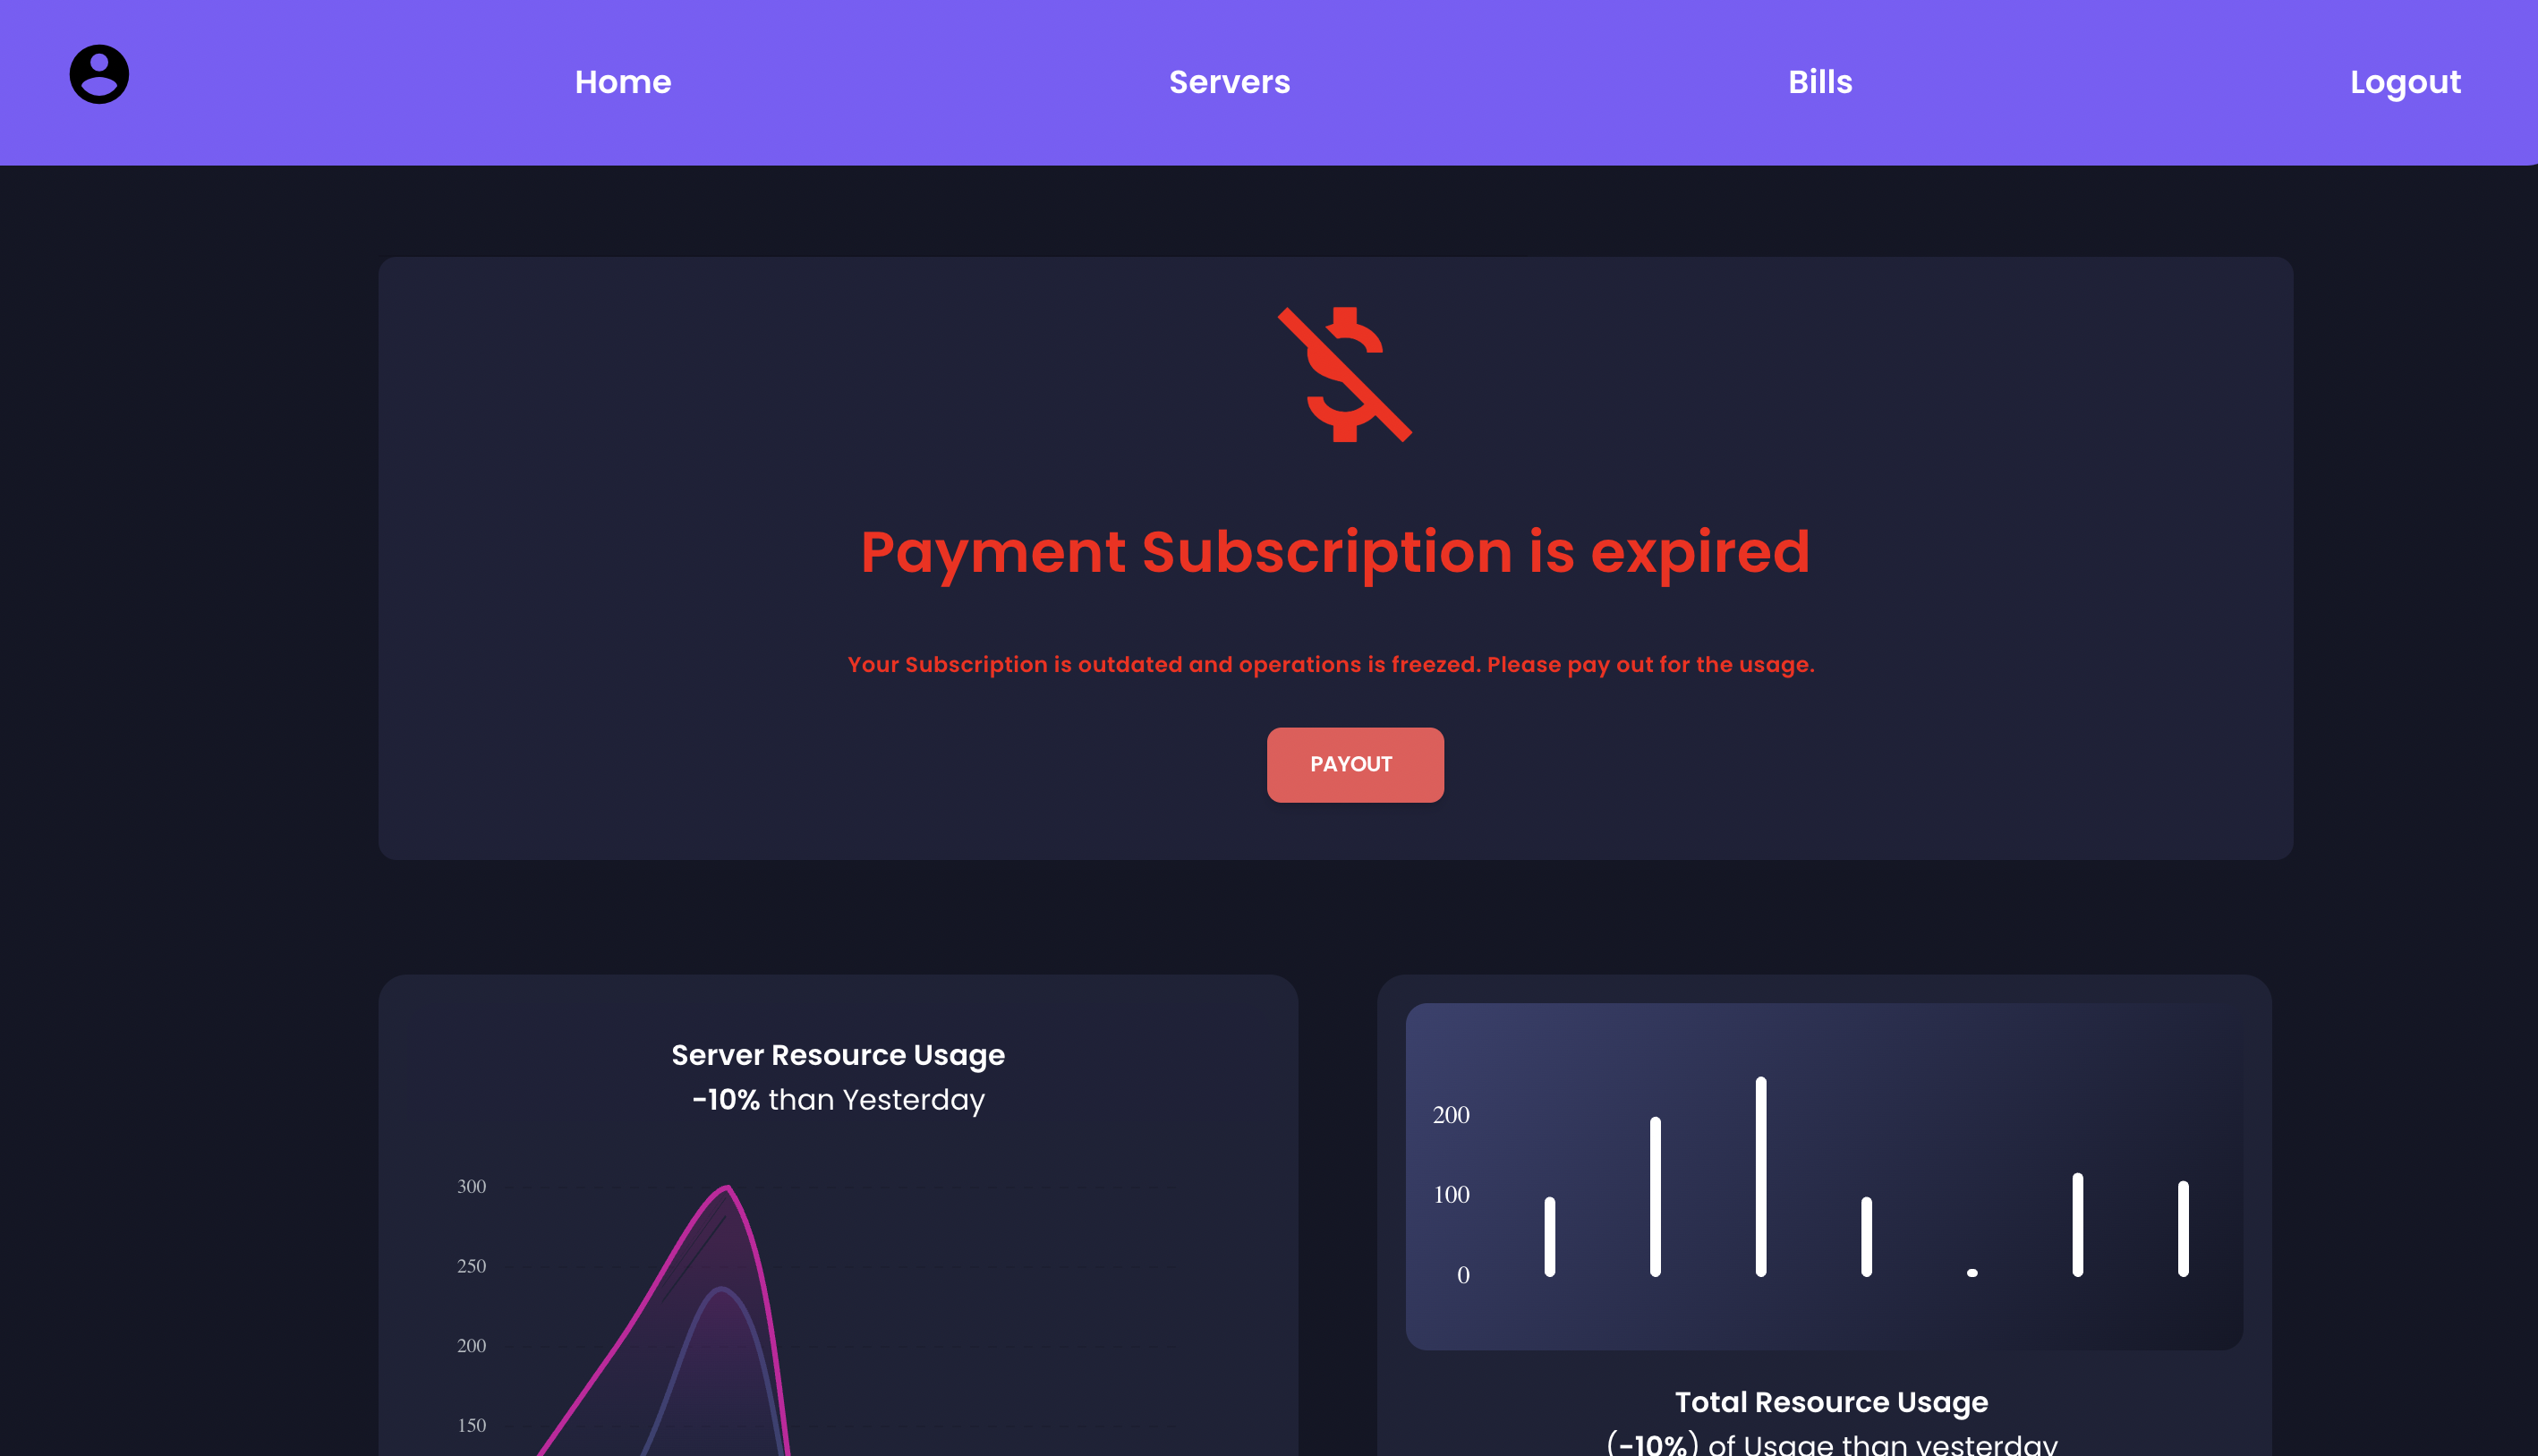 Home
Servers
Bills
Logout
Payment Subscription is expired
Your Subscription is outdated and operations is freezed. Please pay out for the usage.
PAYOUT
Server Resource Usage
-10% than Yesterday
300
250
200
150
200
100
0
Total Resource Usage
(-10%) of Usage than yesterday